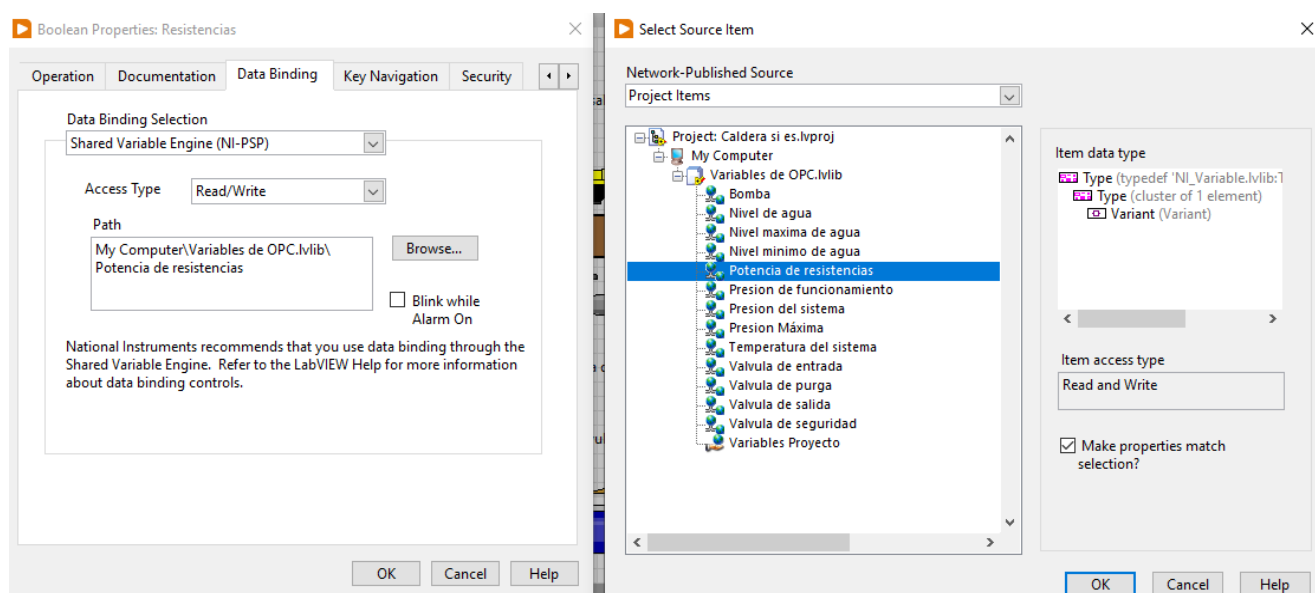 Boolean Properties: Resistencias
Operation Documentation Data Binding Key Navigation Security
Data Binding Selection
Shared Variable Engine (NI-PSP)
Access Type Read/Write
Path
My Computer\Variables de OPC.lvlib\
Potencia de resistencias
Browse...
Blink while
Alarm On
National Instruments recommends that you use data binding through the
Shared Variable Engine. Refer to the LabVIEW Help for more information
about data binding controls.
OK Cancel Help
Select Source Item
Network-Published Source
Project Items
Project: Caldera si es.lvproj
My Computer
Variables de OPC.lvlib
Bomba
Nivel de agua
Nivel maxima de agua
Nivel minimo de agua
Potencia de resistencias
Presion de funcionamiento
Presion del sistema
Presion Máxima
Temperatura del sistema
Valvula de entrada
Valvula de purga
Valvula de salida
Valvula de seguridad
Variables Proyecto
Item data type
Type (typedef 'NI_Variable.lvlib:
Type (cluster of 1 element)
Variant (Variant)
Item access type
Read and Write
Make properties match
selection?
OK Cancel Help